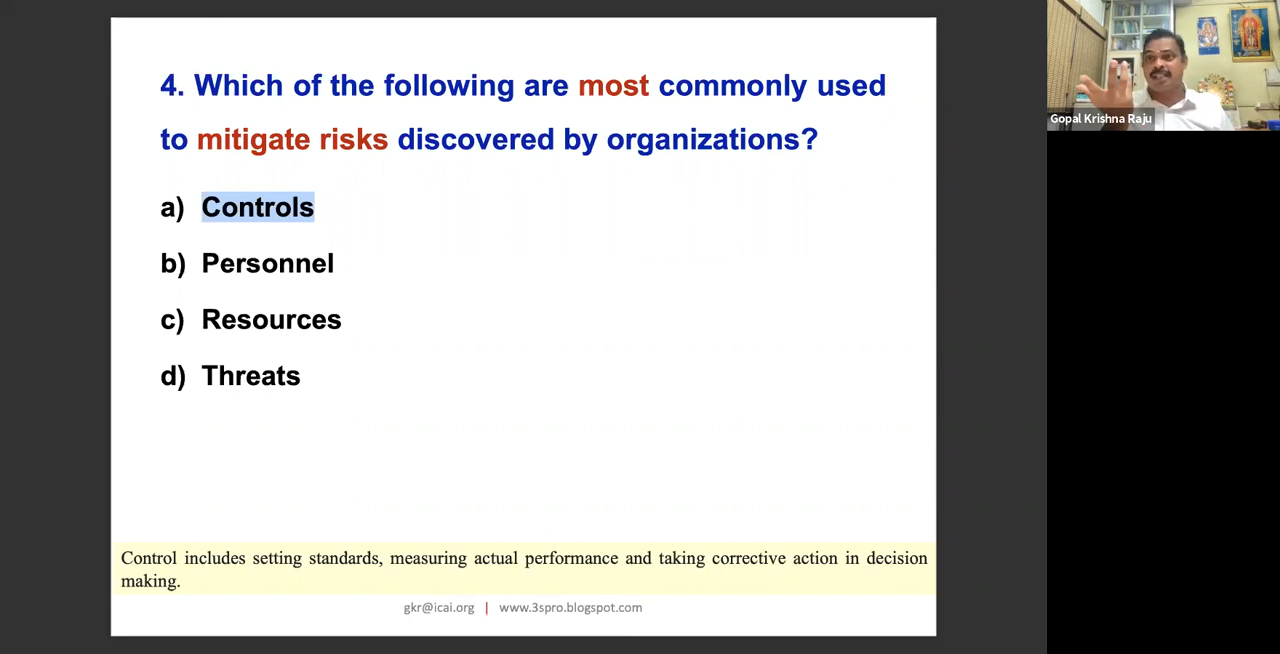 4. Which of the following are most commonly used
to mitigate risks discovered by organizations?
a) Controls
b) Personnel
c) Resources
d) Threats
Control includes setting standards, measuring actual performance and taking corrective action in decision
making.
gkr@icai.org | www.3spro.blogspot.com
Gopal Krishna Raju